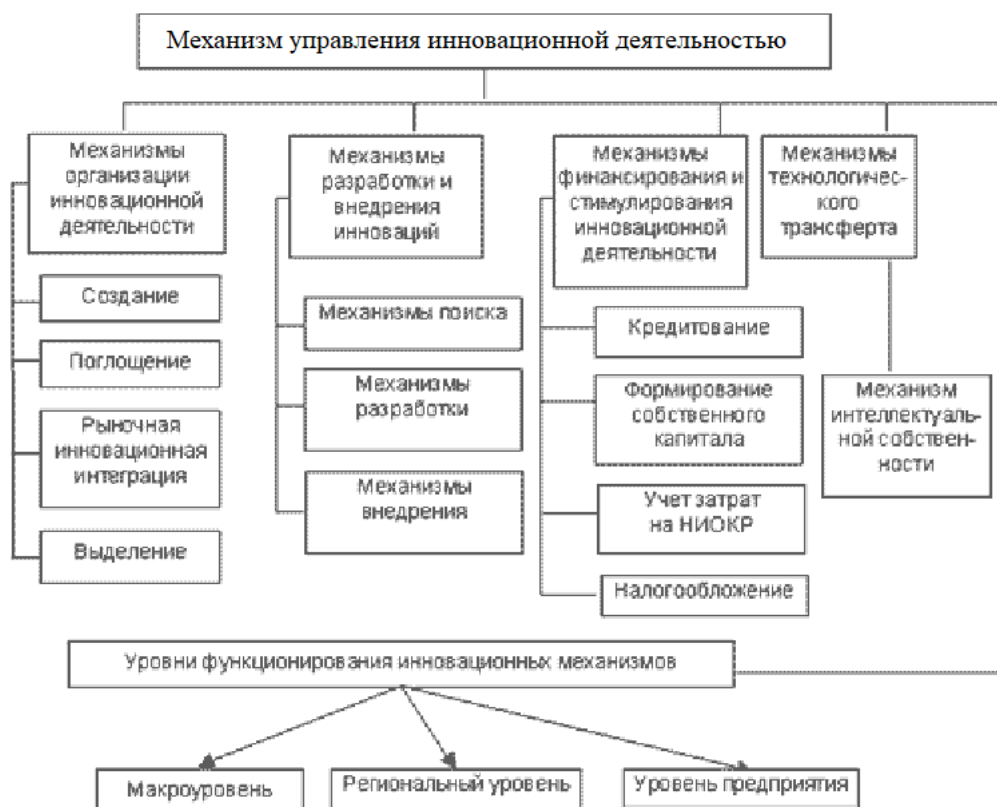 Механизм управления инновационной деятельностью
Механизмы
организации
инновационной
деятельности
Создание
Поглощение
Рыночная
инновационная
интеграция
Выделение
Механизмы
разработки и
внедрения
инноваций
Механизмы поиска
Механизмы
разработки
Механизмы
внедрения
Механизмы
финансирования и
стимулирования
инновационной
деятельности
Кредитование
Формирование
собственного
капитала
Учет затрат
на НИОКР
Налогообложение
Механизмы
технологичес-
кого
трансферта
Механизм
интеллектуаль-
ной собствен-
ности
Уровни функционирования инновационных механизмов
Макроуровень
Региональный уровень
Уровень предприятия